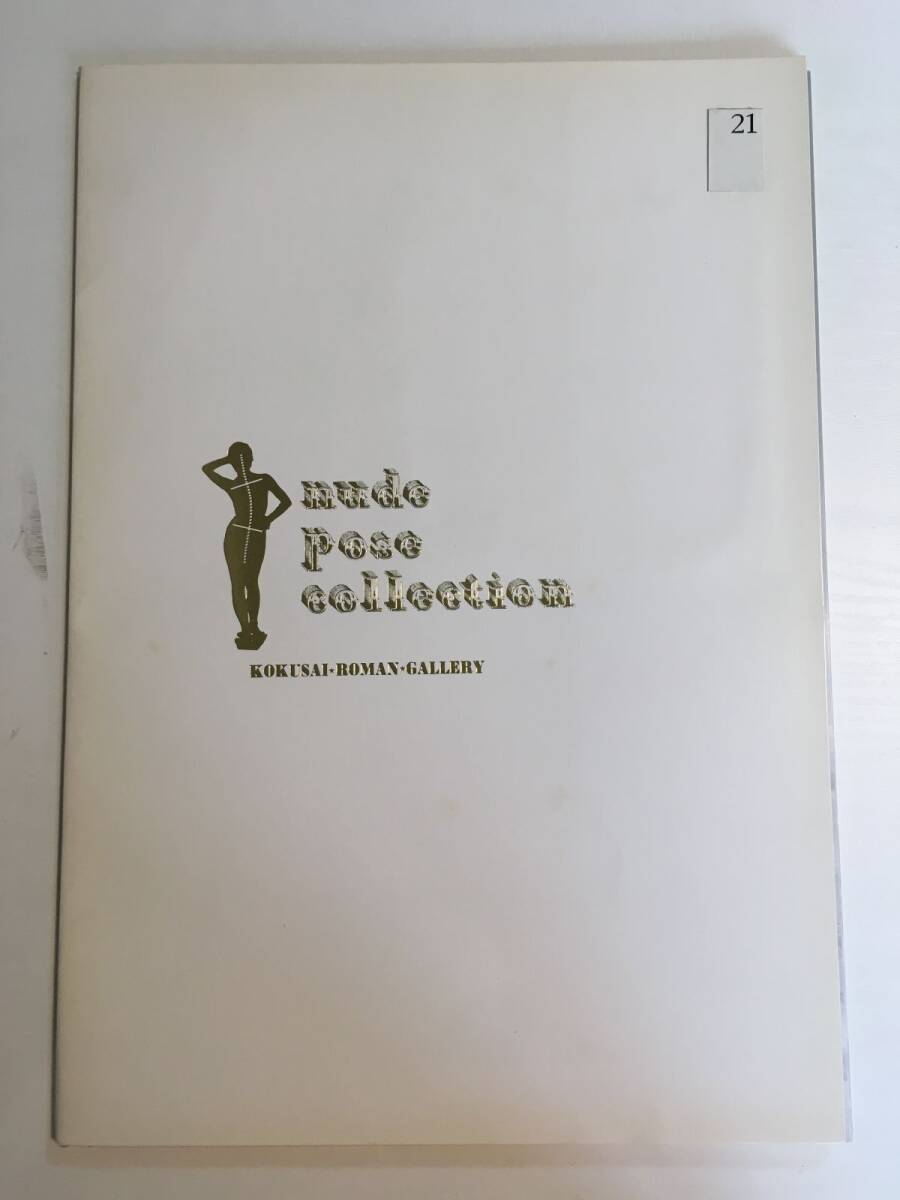 21
nude
pose
collection
KOKUSAI★ROMAN★GALLERY